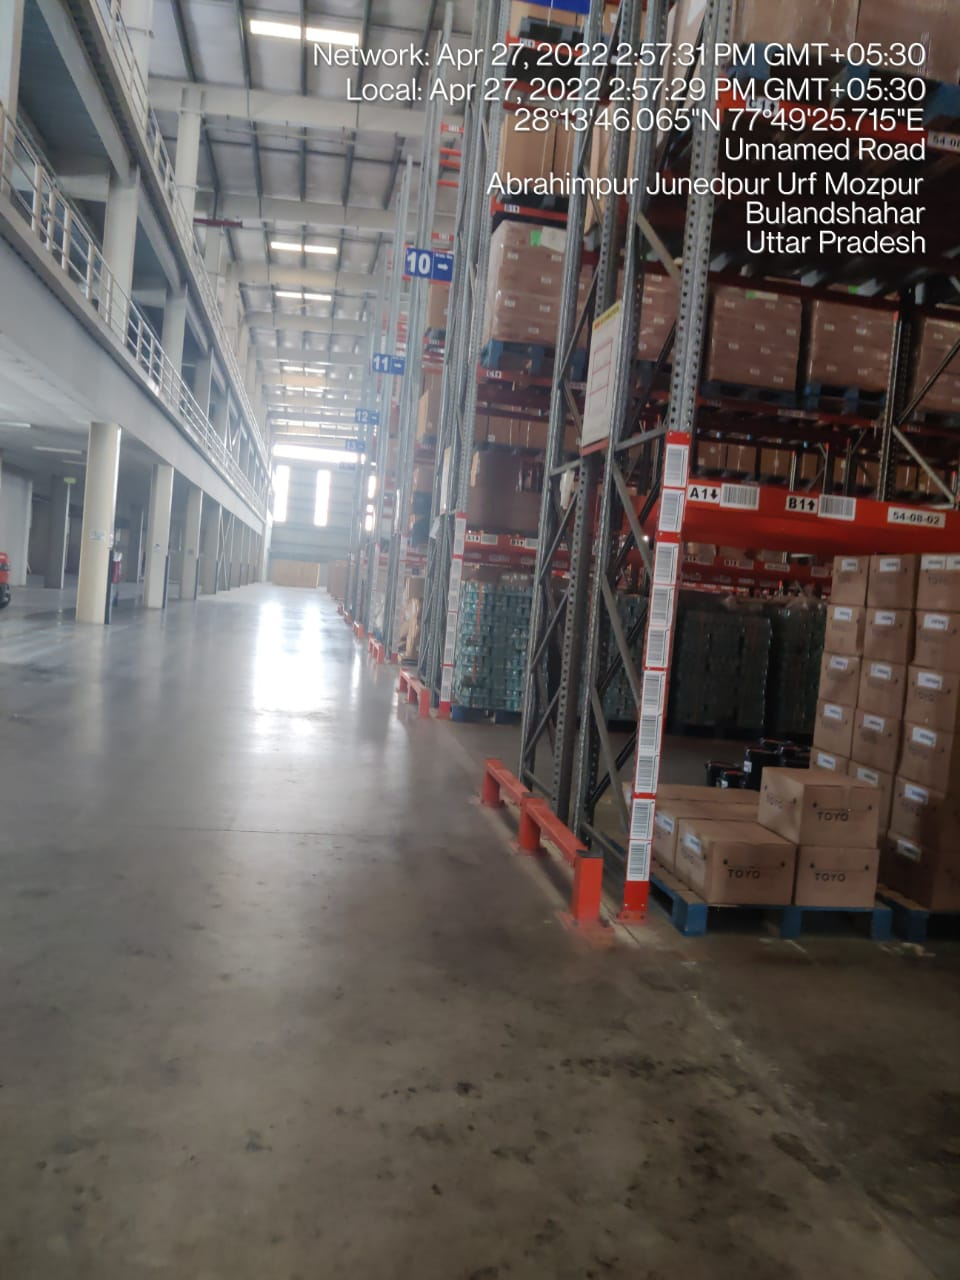 Network: Apr 27, 2022 2:57:31 PM GMT+05:30
Local: Apr 27, 2022 2:57:29 PM GMT+05:30
28°13'46.065"N 77°49'25.715"E
Unnamed Road
Abrahimpur Junedpur Urf Mozpur
Bulandshahar
Uttar Pradesh
10 →
11
12
A1↓ B1↑ 54-08-02
TOYO
TOYO
TOYO